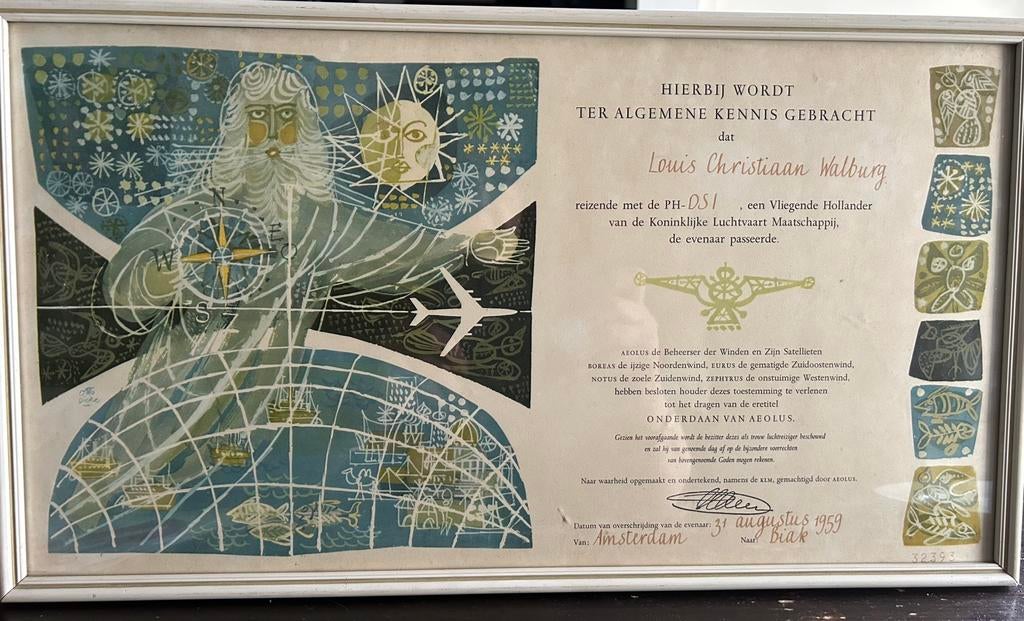 N
W
E
O
S
Otto
Dicke
HIERBIJ WORDT
TER ALGEMENE KENNIS GEBRACHT
dat
Louis Christiaan Walburg
reizende met de PH-DSI , een Vliegende Hollander
van de Koninklijke Luchtvaart Maatschappij,
de evenaar passeerde.
AEOLUS de Beheerser der Winden en Zijn Satellieten
BOREAS de ijzige Noordenwind, EURUS de gematigde Zuidoostenwind,
NOTUS de zoele Zuidenwind, ZEPHYRUS de onstuimige Westenwind,
hebben besloten houder dezes toestemming te verlenen
tot het dragen van de eretitel
ONDERDAAN VAN AEOLUS.
Gezien het voorafgaande wordt de bezitter dezes als trouw luchtreiziger beschouwd
en zal hij van genoemde dag af op de bijzondere voorrechten
van bovengenoemde Goden mogen rekenen.
Naar waarheid opgemaakt en ondertekend, namens de KLM, gemachtigd door AEOLUS.
Datum van overschrijding van de evenaar: 31 augustus 1959
Van: Amsterdam Naar: Biak
32393